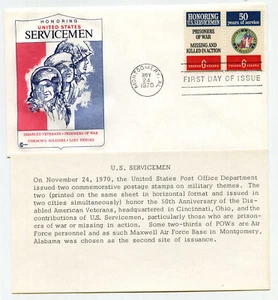 HONORING
UNITED STATES
SERVICEMEN
DISABLED VETERANS • PRISONERS OF WAR
UNKNOWN SOLDIERS • LOST HEROES
MONTGOMERY, AL
NOV
24
1970
HONORING
U.S. SERVICEMEN
PRISONERS
OF WAR
MISSING AND
KILLED IN ACTION
50
years of service
FIRST DAY OF ISSUE
U.S. SERVICEMEN
On November 24, 1970, the United States Post Office Department
issued two commemorative postage stamps on military themes. The
two (printed on the same sheet in horizontal format and issued in
two cities simultaneously) honor the 50th Anniversary of the Dis-
abled American Veterans, headquartered in Cincinnati, Ohio, and the
contributions of U.S. Servicemen, particularly those who are prison-
ers of war or missing in action. Some two-thirds of POWs are Air
Force personnel and as such Maxwell Air Force Base in Montgomery,
Alabama was chosen as the second site of issuance.